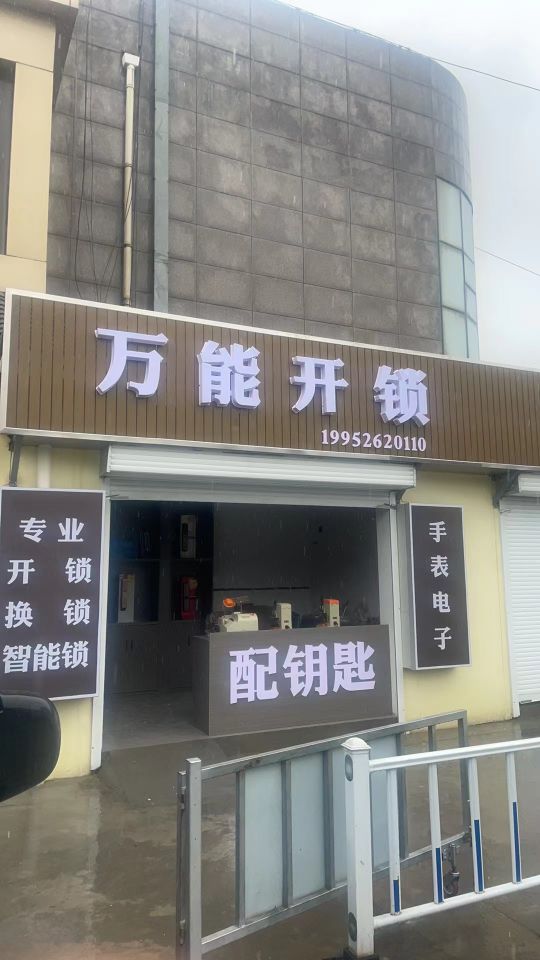 万能开锁
19952620110
专业
开锁
换锁
智能锁
配钥匙
手表电子